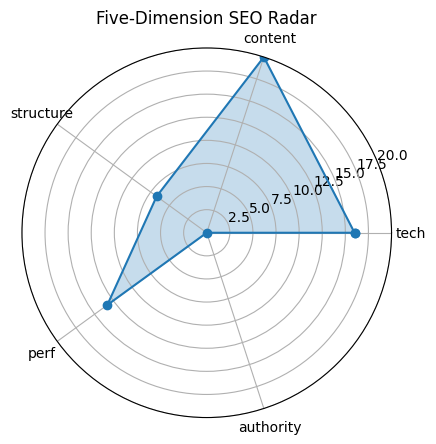 Five-Dimension SEO Radar
content
structure
20.0
17.5
15.0
12.5
10.0
7.5
5.0
2.5
tech
perf
authority